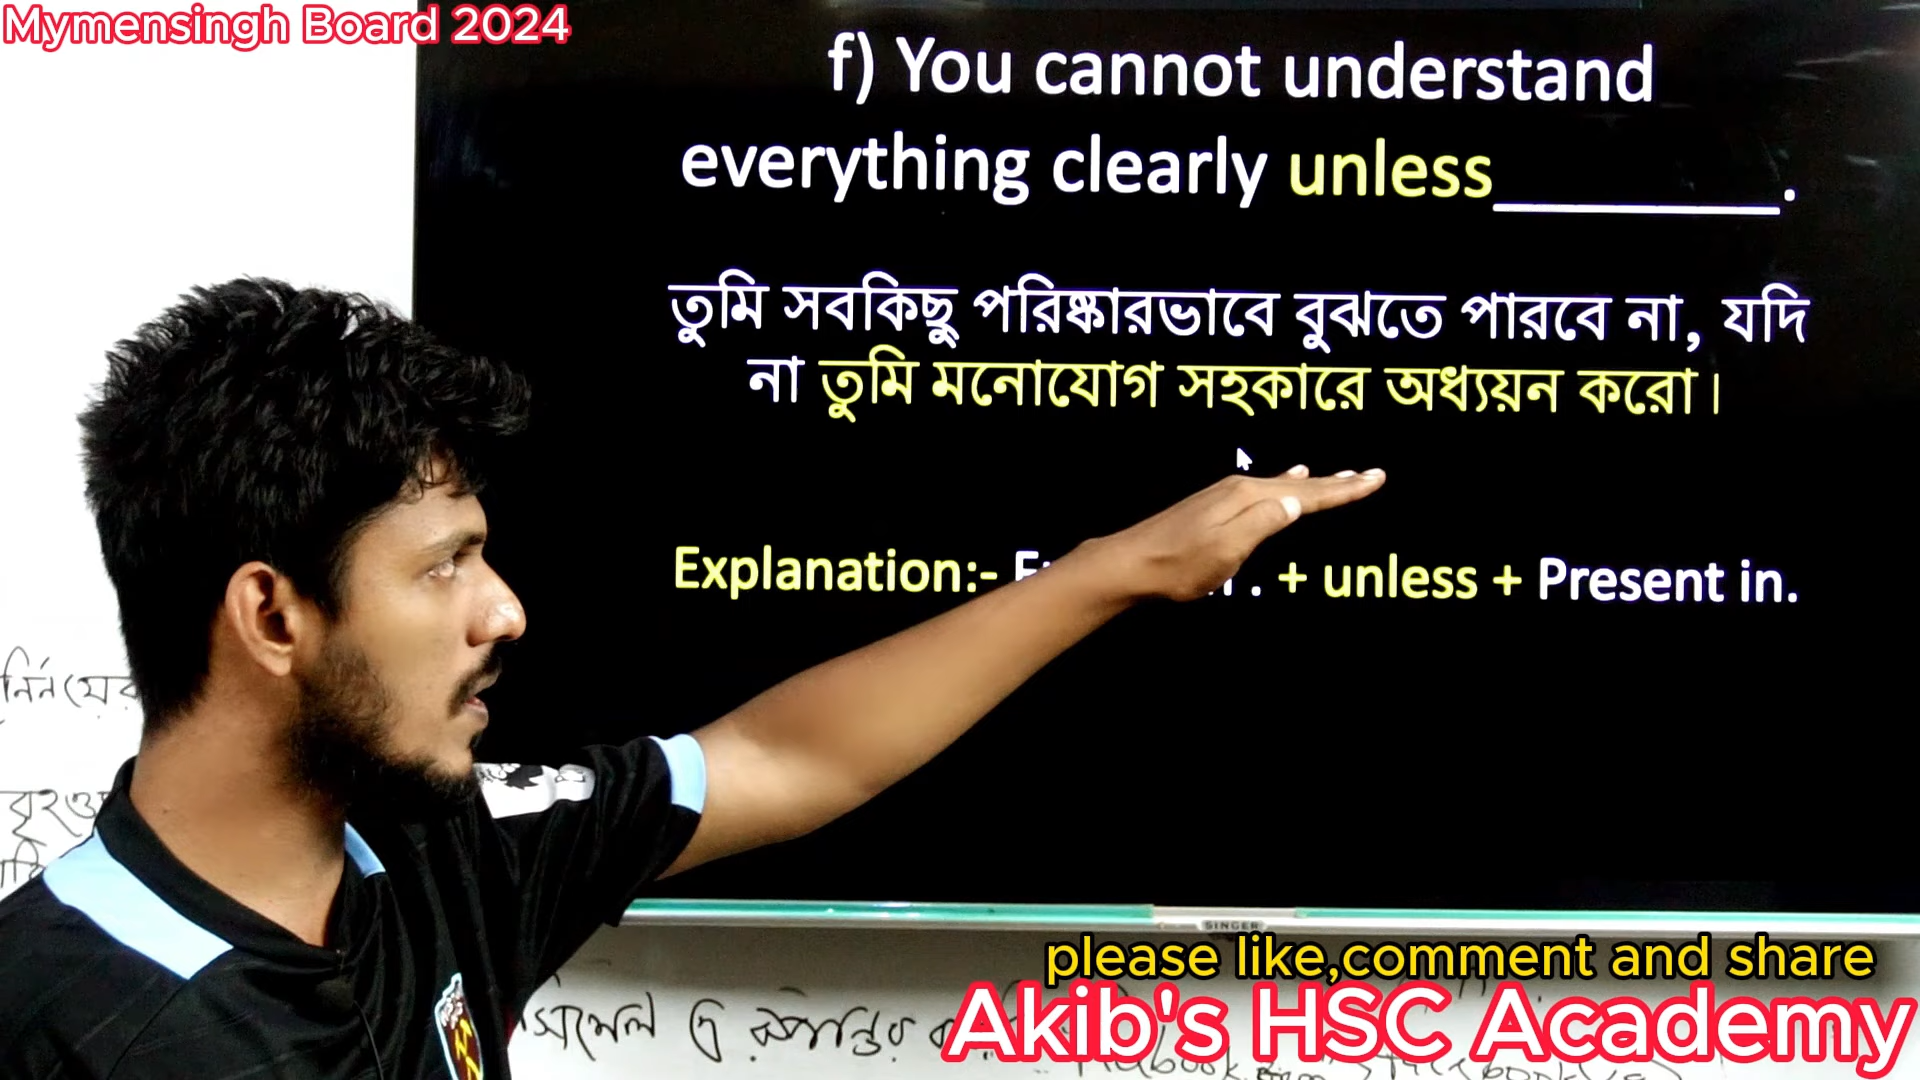 Mymensingh Board 2024
f) You cannot understand
everything clearly unless________.
তুমি সবকিছু পরিষ্কারভাবে বুঝতে পারবে না, যদি
না তুমি মনোযোগ সহকারে অধ্যয়ন করো।
Explanation:- + unless + Present in.
SINGER
please like,comment and share
Akib's HSC Academy